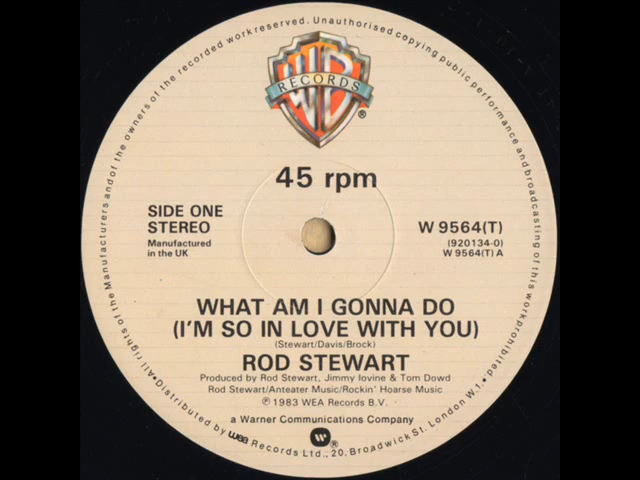 All rights of the Manufacturers and of the owners of the recorded work reserved. Unauthorised copying public performance and broadcasting of this work prohibited.
W RECORDS
®
45 rpm
SIDE ONE
STEREO
Manufactured
in the UK
W 9564(T)
(920134-0)
W 9564(T) A
WHAT AM I GONNA DO
(I'M SO IN LOVE WITH YOU)
(Stewart/Davis/Brock)
ROD STEWART
Produced by Rod Stewart, Jimmy Iovine & Tom Dowd
Rod Stewart/Anteater Music/Rockin' Hoarse Music
℗ 1983 WEA Records B.V.
a Warner Communications Company
W ®
• Distributed by wea Records Ltd., 20, Broadwick St. London W.1. •